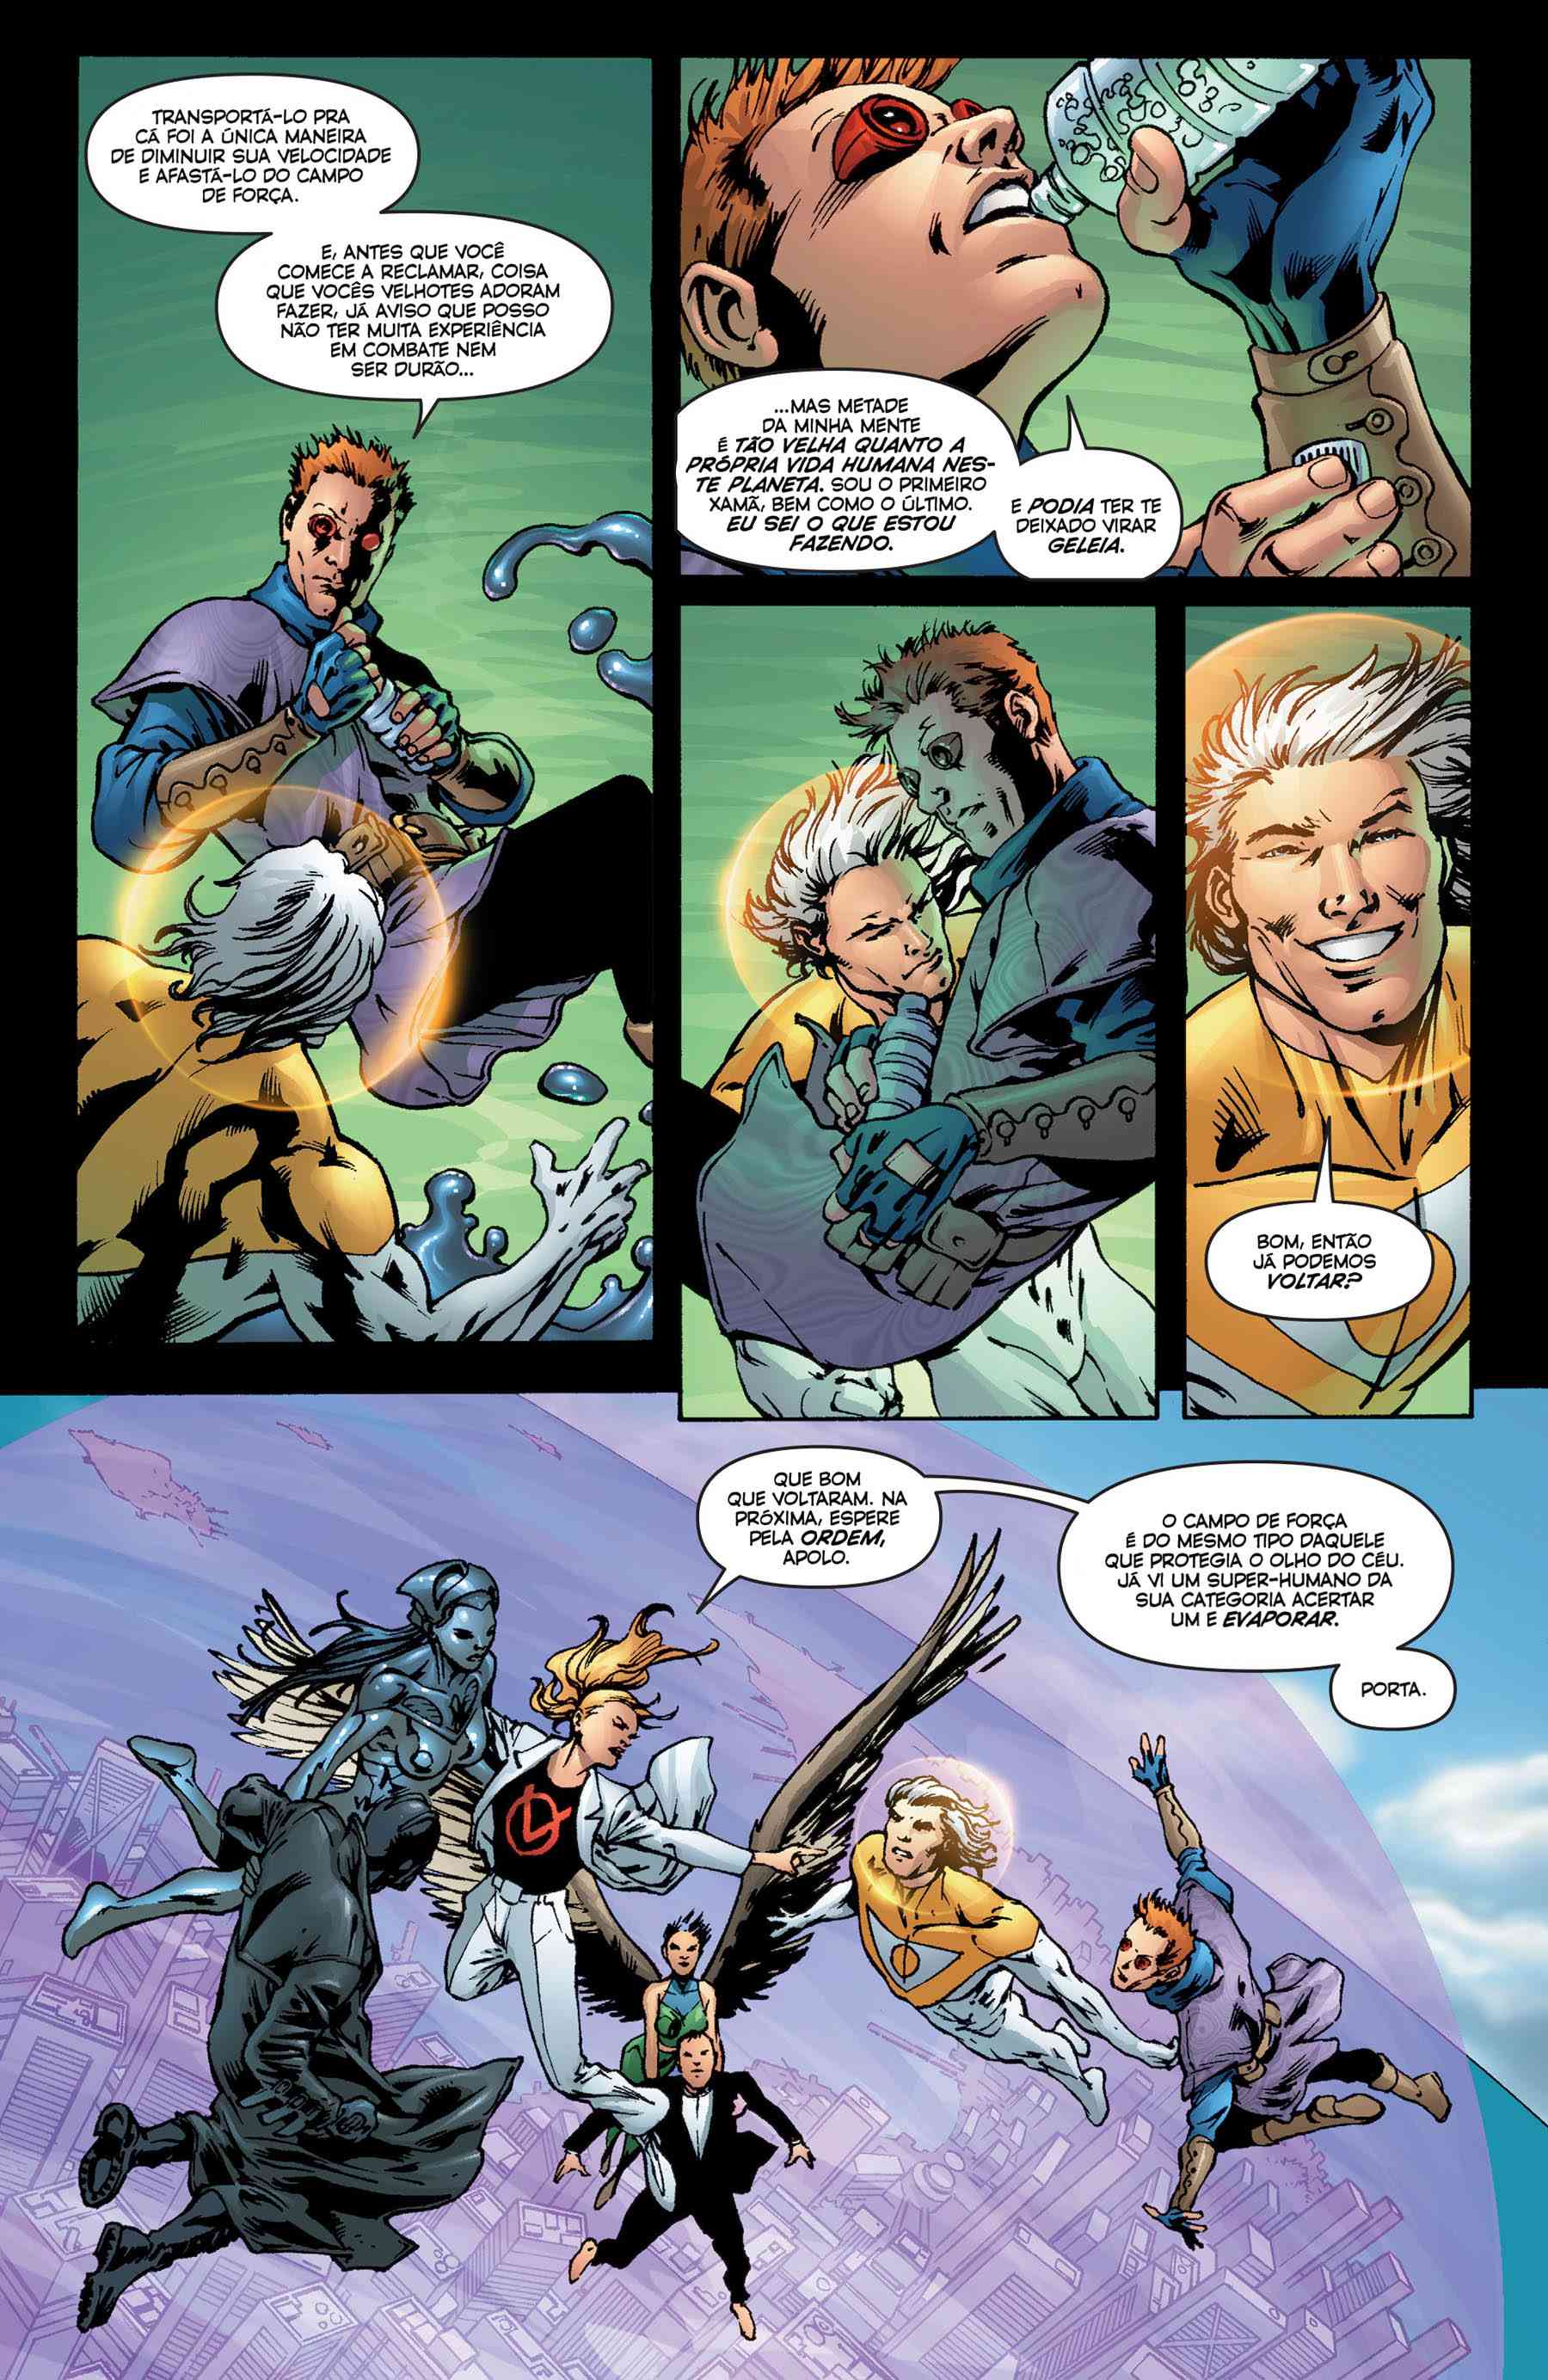 TRANSPORTÁ-LO PRA
CÁ FOI A ÚNICA MANEIRA
DE DIMINUIR SUA VELOCIDADE
E AFASTÁ-LO DO CAMPO
DE FORÇA.
E, ANTES QUE VOCÊ
COMECE A RECLAMAR, COISA
QUE VOCÊS VELHOTES ADORAM
FAZER, JÁ AVISO QUE POSSO
NÃO TER MUITA EXPERIÊNCIA
EM COMBATE NEM
SER DURÃO...
...MAS METADE
DA MINHA MENTE
É TÃO VELHA QUANTO A
PRÓPRIA VIDA HUMANA NES-
TE PLANETA. SOU O PRIMEIRO
XAMÃ, BEM COMO O ÚLTIMO.
EU SEI O QUE ESTOU
FAZENDO.
E PODIA TER TE
DEIXADO VIRAR
GELEIA.
BOM, ENTÃO
JÁ PODEMOS
VOLTAR?
QUE BOM
QUE VOLTARAM. NA
PRÓXIMA, ESPERE
PELA ORDEM,
APOLO.
O CAMPO DE FORÇA
É DO MESMO TIPO DAQUELE
QUE PROTEGIA O OLHO DO CÉU.
JÁ VI UM SUPER-HUMANO DA
SUA CATEGORIA ACERTAR
UM E EVAPORAR.
PORTA.